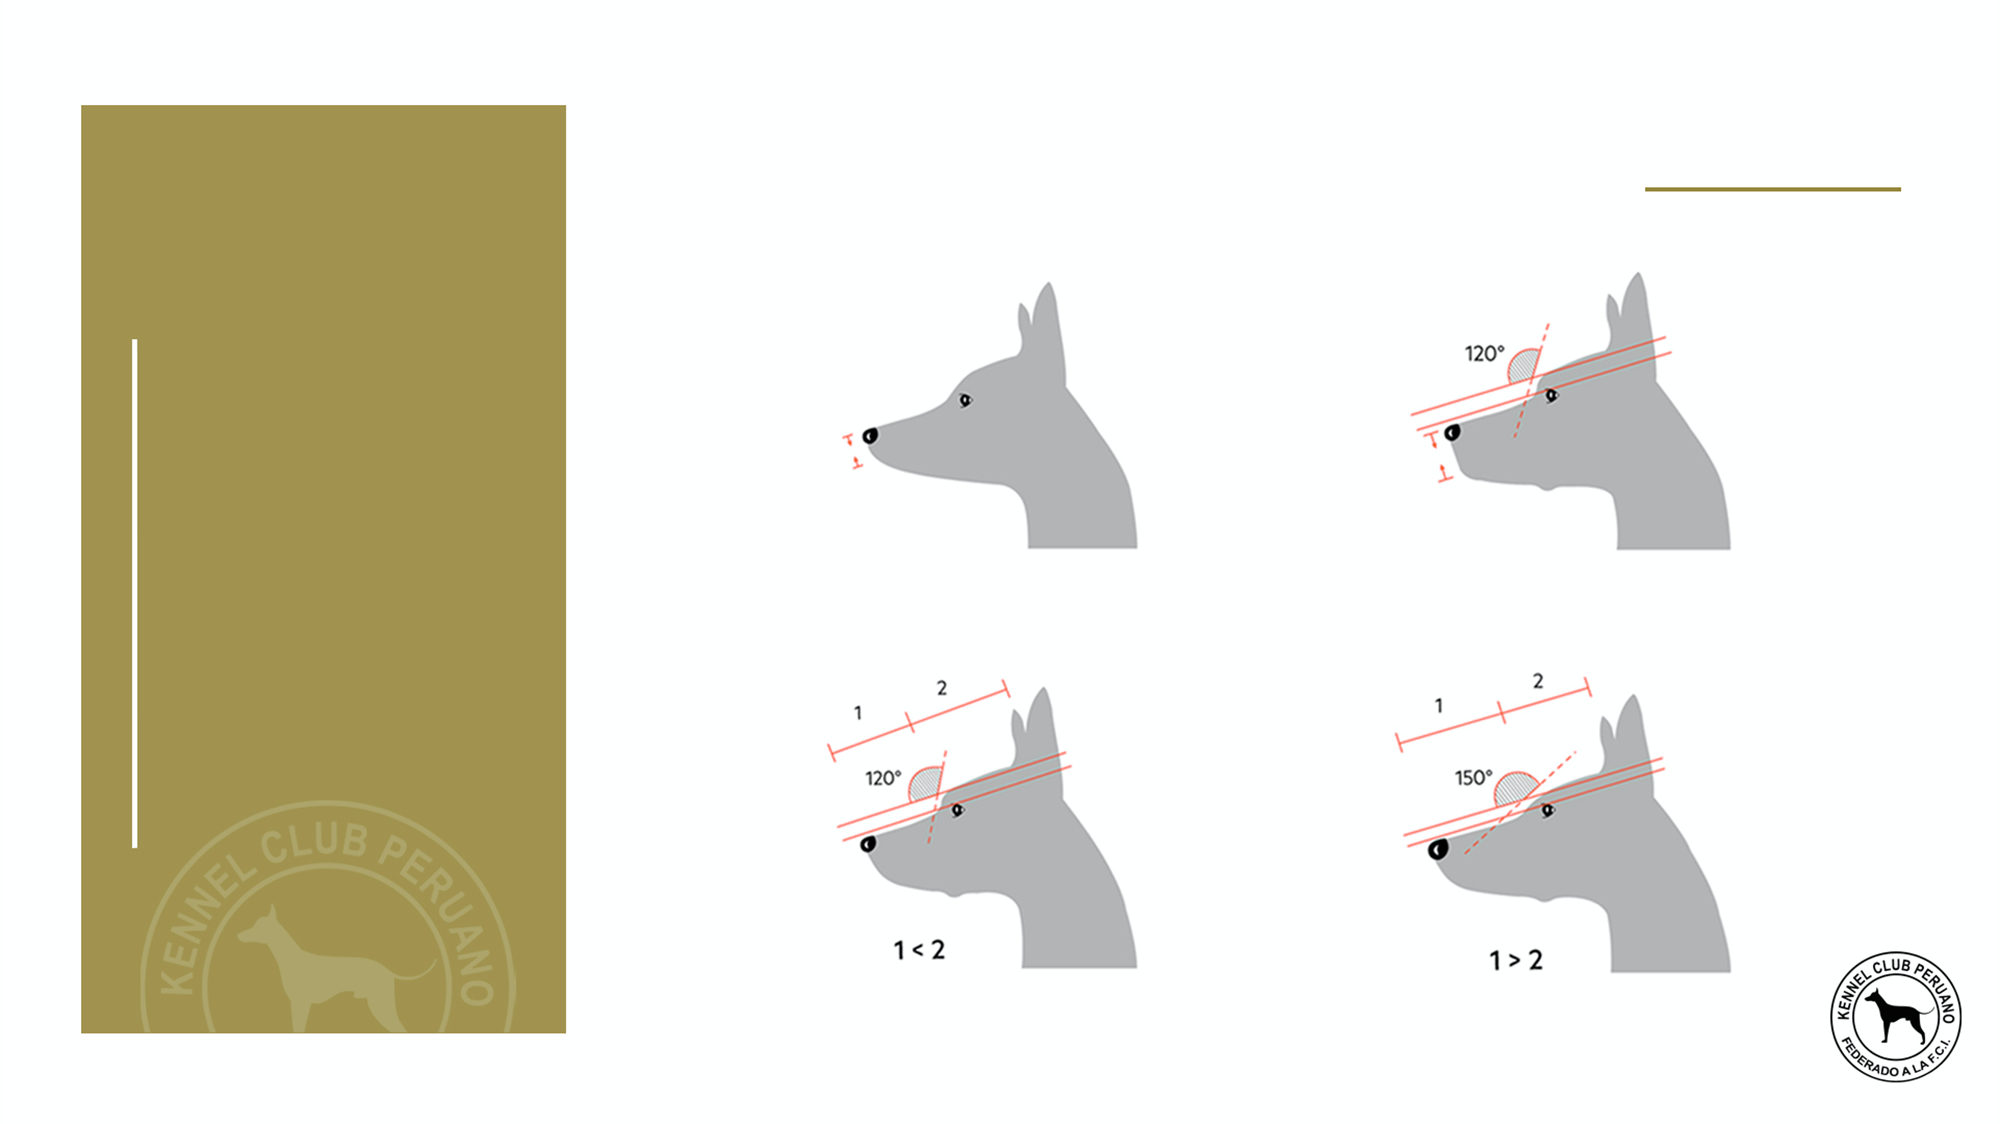 120°
1
2
120°
1 < 2
1
2
150°
1 > 2
KENNEL CLUB PERUANO
KENNEL CLUB PERUANO
FEDERADO A LA F.C.I.